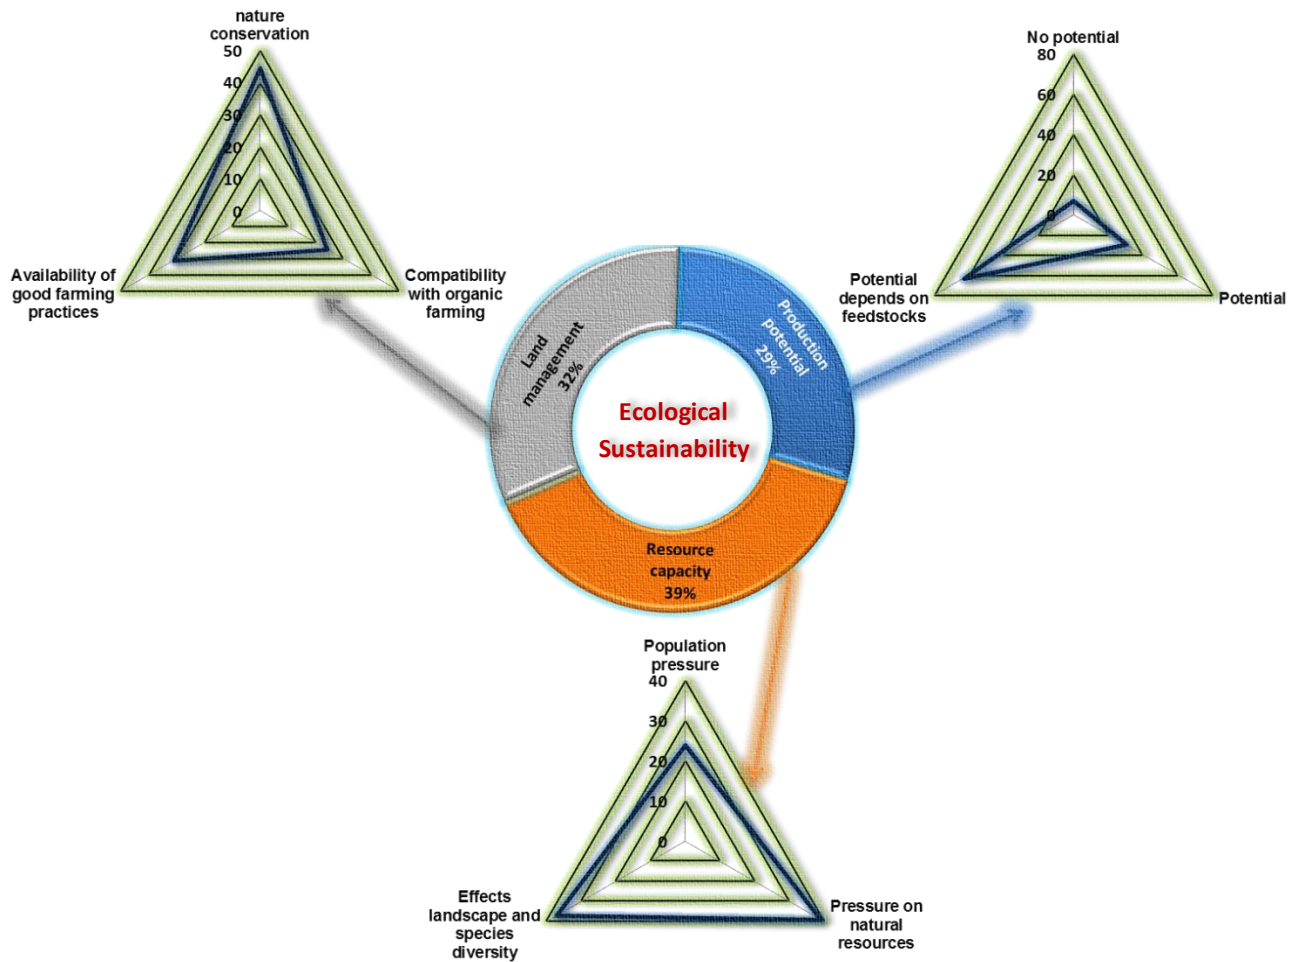 nature
conservation
50
40
30
20
10
0
Availability of
good farming
practices
Compatibility
with organic
farming
No potential
80
60
40
20
0
Potential
depends on
feedstocks
Potential
Land
management
32%
Production
potential
29%
Ecological
Sustainability
Resource
capacity
39%
Population
pressure
40
30
20
10
0
Effects
landscape and
species
diversity
Pressure on
natural
resources